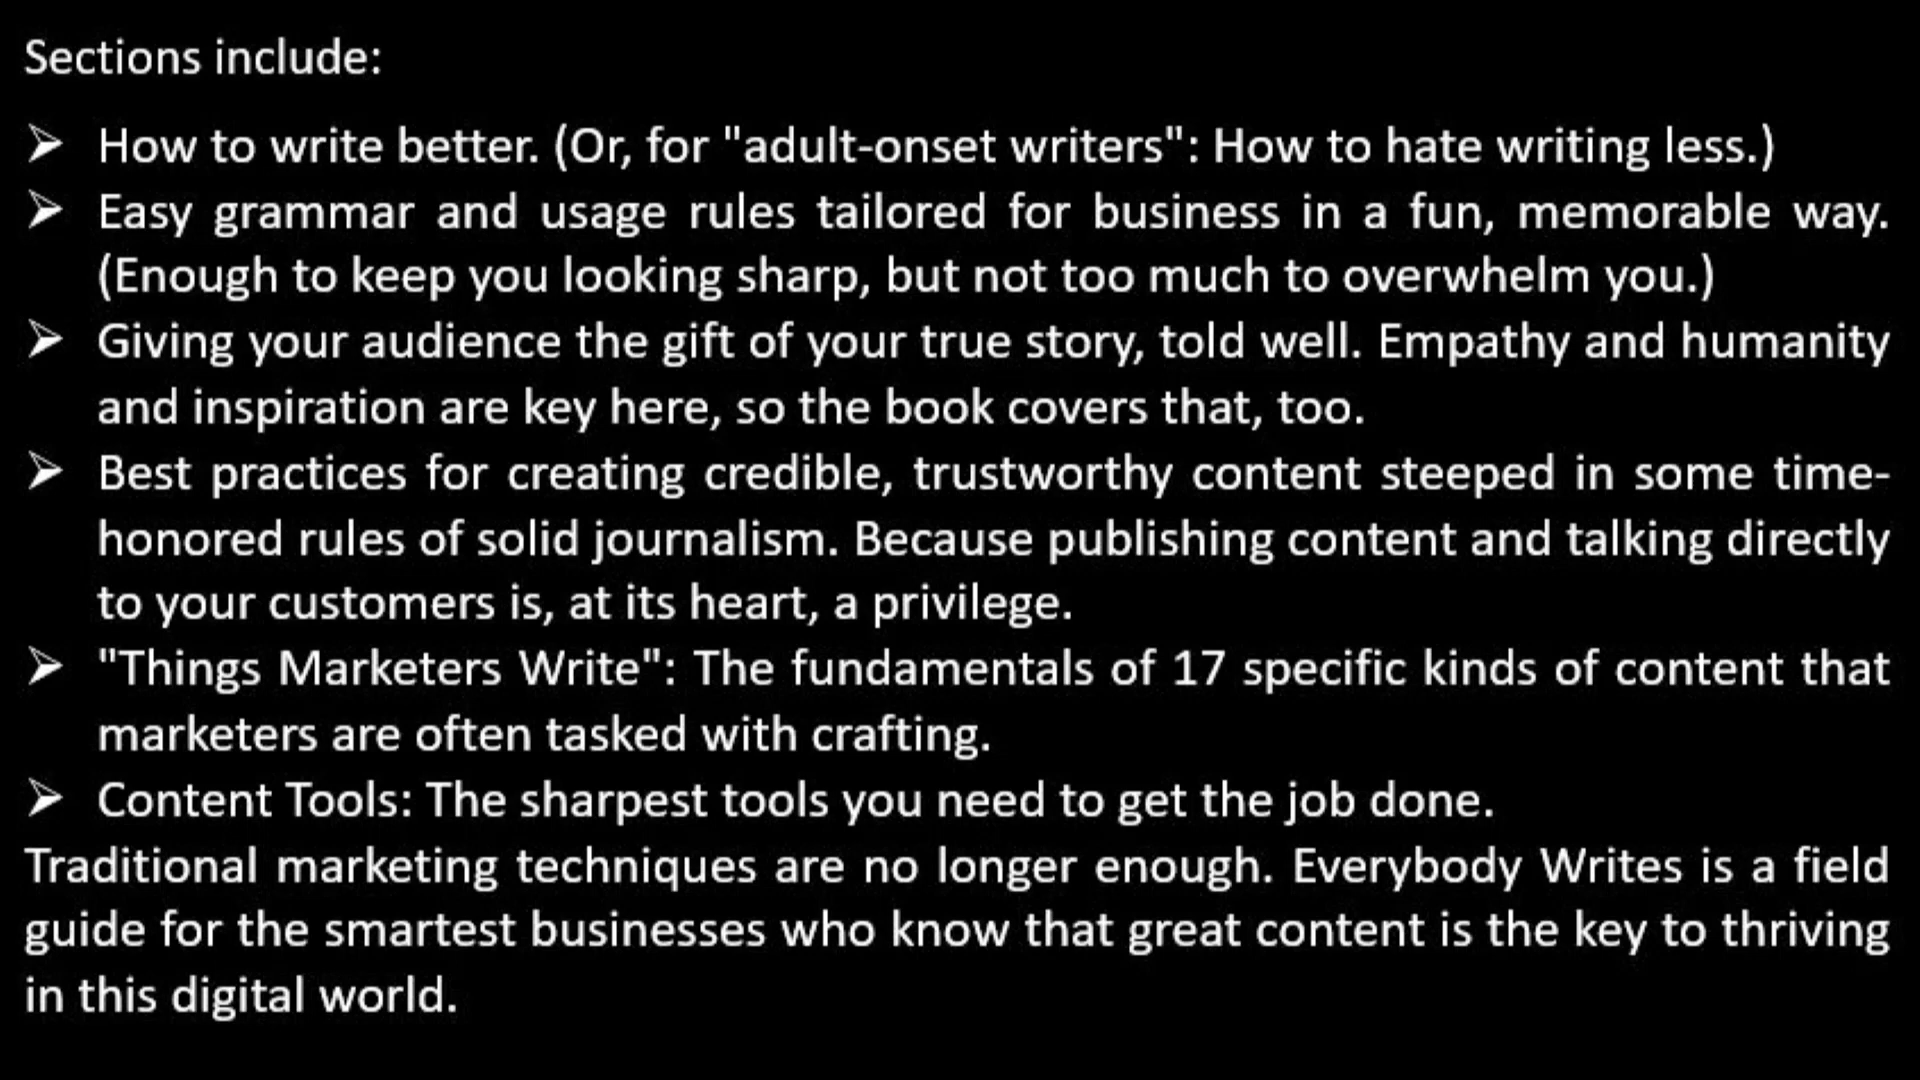 Sections include:
➢ How to write better. (Or, for "adult-onset writers": How to hate writing less.)
➢ Easy grammar and usage rules tailored for business in a fun, memorable way.
(Enough to keep you looking sharp, but not too much to overwhelm you.)
➢ Giving your audience the gift of your true story, told well. Empathy and humanity
and inspiration are key here, so the book covers that, too.
➢ Best practices for creating credible, trustworthy content steeped in some time-
honored rules of solid journalism. Because publishing content and talking directly
to your customers is, at its heart, a privilege.
➢ "Things Marketers Write": The fundamentals of 17 specific kinds of content that
marketers are often tasked with crafting.
➢ Content Tools: The sharpest tools you need to get the job done.
Traditional marketing techniques are no longer enough. Everybody Writes is a field
guide for the smartest businesses who know that great content is the key to thriving
in this digital world.